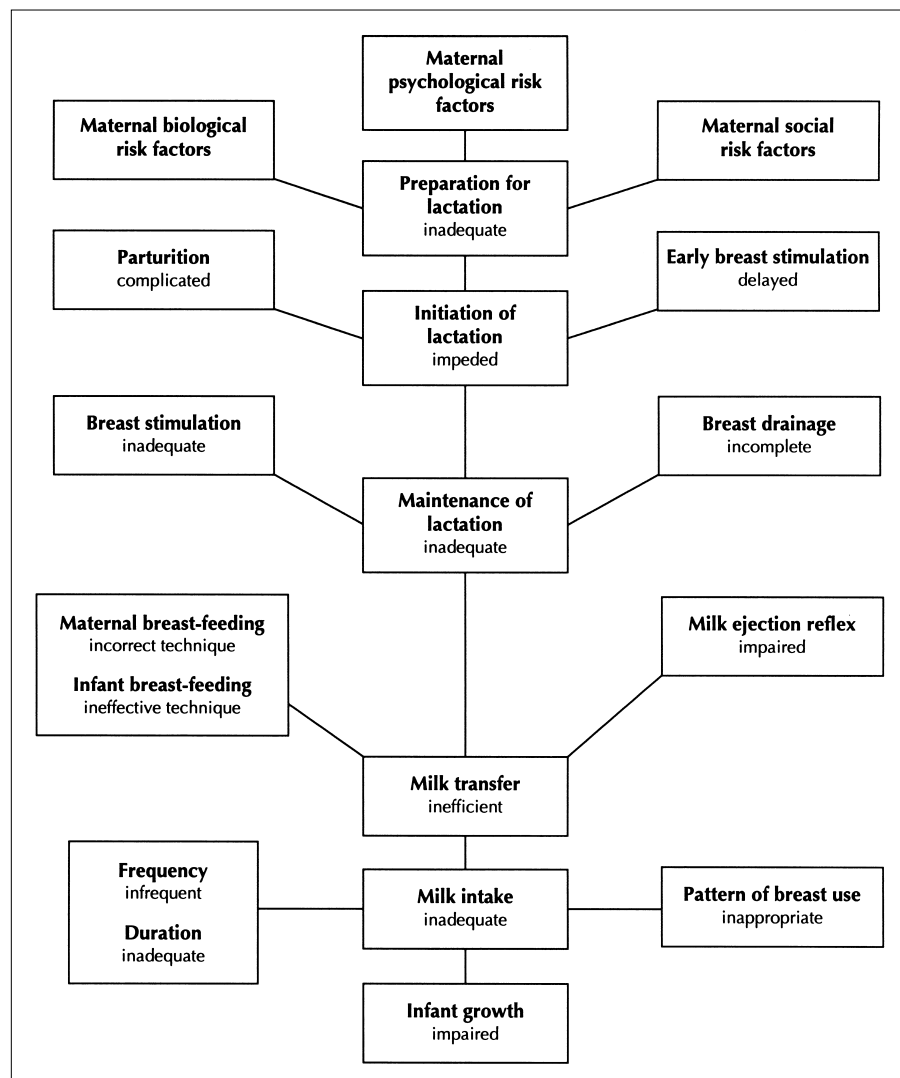 Maternal
psychological risk
factors
Maternal biological
risk factors
Maternal social
risk factors
Preparation for
lactation
inadequate
Parturition
complicated
Early breast stimulation
delayed
Initiation of
lactation
impeded
Breast stimulation
inadequate
Breast drainage
incomplete
Maintenance of
lactation
inadequate
Maternal breast-feeding
incorrect technique
Infant breast-feeding
ineffective technique
Milk ejection reflex
impaired
Milk transfer
inefficient
Frequency
infrequent
Duration
inadequate
Milk intake
inadequate
Pattern of breast use
inappropriate
Infant growth
impaired